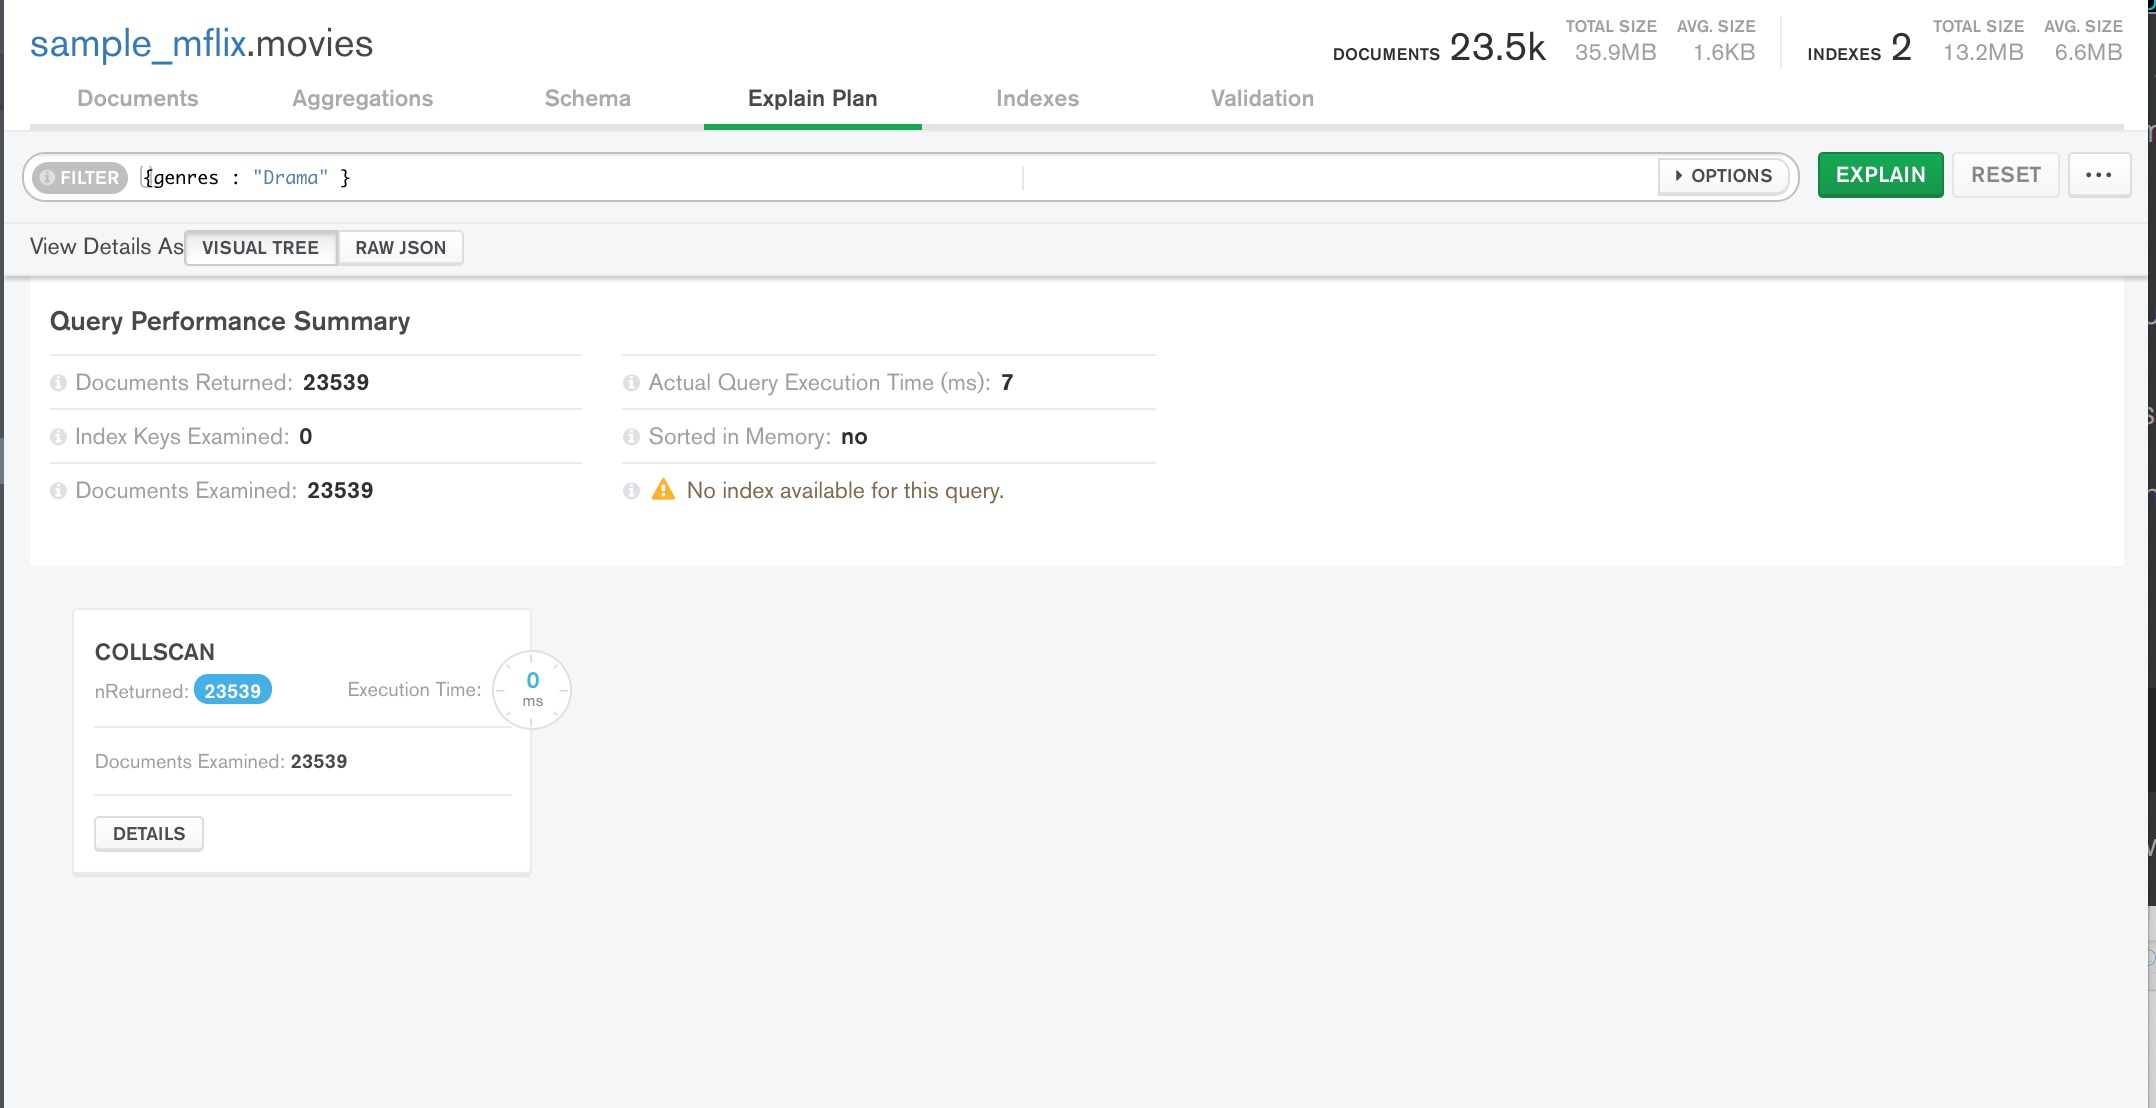 sample_mflix.movies
DOCUMENTS 23.5k TOTAL SIZE 35.9MB AVG. SIZE 1.6KB INDEXES 2 TOTAL SIZE 13.2MB AVG. SIZE 6.6MB
Documents Aggregations Schema Explain Plan Indexes Validation
FILTER {genres : "Drama" } OPTIONS EXPLAIN RESET ...
View Details As VISUAL TREE RAW JSON
Query Performance Summary
Documents Returned: 23539
Actual Query Execution Time (ms): 7
Index Keys Examined: 0
Sorted in Memory: no
Documents Examined: 23539
No index available for this query.
COLLSCAN
nReturned: 23539 Execution Time: 0 ms
Documents Examined: 23539
DETAILS